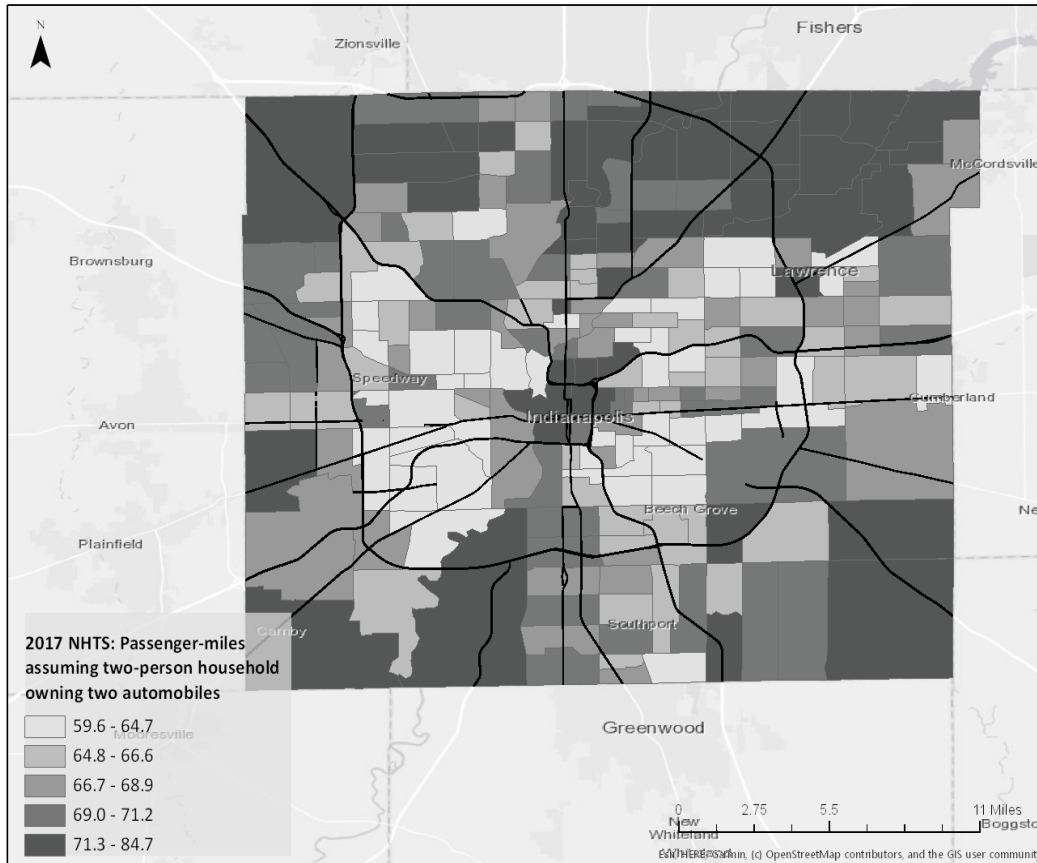 N
Zionsville
Fishers
McCordsville
Brownsburg
Lawrence
Speedway
Cumberland
Indianapolis
Avon
Beech Grove
Ne
Plainfield
Southport
Camby
2017 NHTS: Passenger-miles
assuming two-person household
owning two automobiles
Mooresville
59.6 - 64.7
64.8 - 66.6
66.7 - 68.9
69.0 - 71.2
71.3 - 84.7
Greenwood
0 2.75 5.5 11 Miles
New
Whiteland
Boggsto
Esri, HERE, Garmin, (c) OpenStreetMap contributors, and the GIS user communit